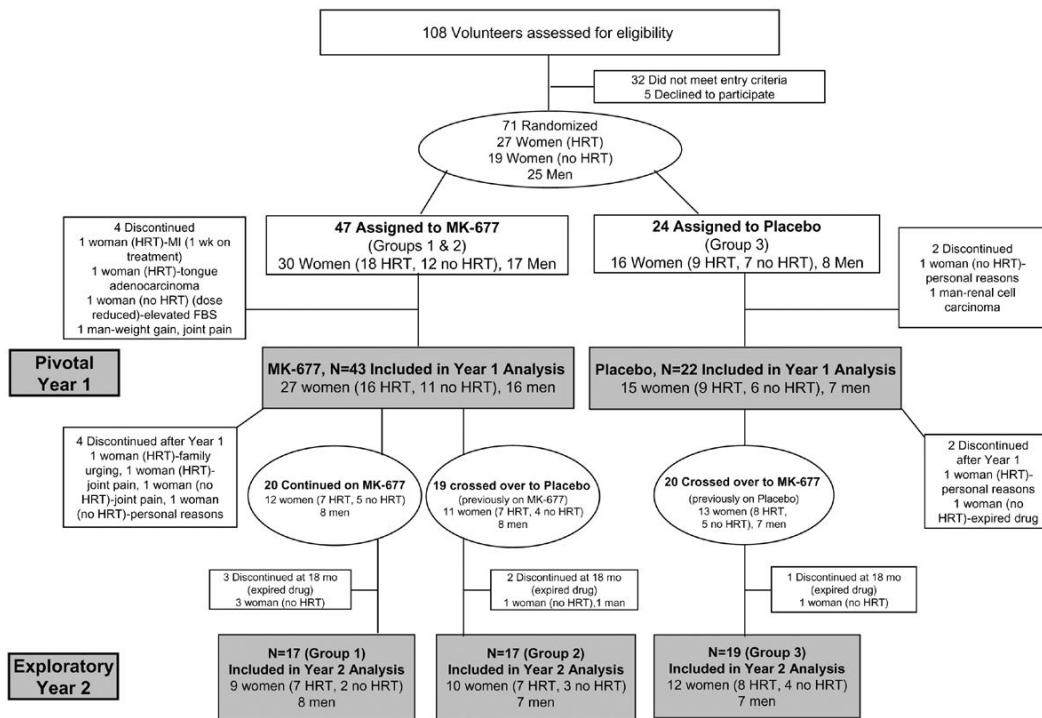 108 Volunteers assessed for eligibility
32 Did not meet entry criteria
5 Declined to participate
71 Randomized
27 Women (HRT)
19 Women (no HRT)
25 Men
4 Discontinued
1 woman (HRT)-MI (1 wk on
treatment)
1 woman (HRT)-tongue
adenocarcinoma
1 woman (no HRT) (dose
reduced)-elevated FBS
1 man-weight gain, joint pain
47 Assigned to MK-677
(Groups 1 & 2)
30 Women (18 HRT, 12 no HRT), 17 Men
24 Assigned to Placebo
(Group 3)
16 Women (9 HRT, 7 no HRT), 8 Men
2 Discontinued
1 woman (no HRT)-
personal reasons
1 man-renal cell
carcinoma
Pivotal
Year 1
MK-677, N=43 Included in Year 1 Analysis
27 women (16 HRT, 11 no HRT), 16 men
Placebo, N=22 Included in Year 1 Analysis
15 women (9 HRT, 6 no HRT), 7 men
4 Discontinued after Year 1
1 woman (HRT)-family
urging, 1 woman (HRT)-
joint pain, 1 woman (no
HRT)-joint pain, 1 woman
(no HRT)-personal reasons
20 Continued on MK-677
12 women (7 HRT, 5 no HRT)
8 men
19 crossed over to Placebo
(previously on MK-677)
11 women (7 HRT, 4 no HRT)
8 men
20 Crossed over to MK-677
(previously on Placebo)
13 women (8 HRT,
5 no HRT), 7 men
2 Discontinued
after Year 1
1 woman (HRT)-
personal reasons
1 woman (no
HRT)-expired drug
3 Discontinued at 18 mo
(expired drug)
3 woman (no HRT)
2 Discontinued at 18 mo
(expired drug)
1 woman (no HRT),1 man
1 Discontinued at 18 mo
(expired drug)
1 woman (no HRT)
Exploratory
Year 2
N=17 (Group 1)
Included in Year 2 Analysis
9 women (7 HRT, 2 no HRT)
8 men
N=17 (Group 2)
Included in Year 2 Analysis
10 women (7 HRT, 3 no HRT)
7 men
N=19 (Group 3)
Included in Year 2 Analysis
12 women (8 HRT, 4 no HRT)
7 men